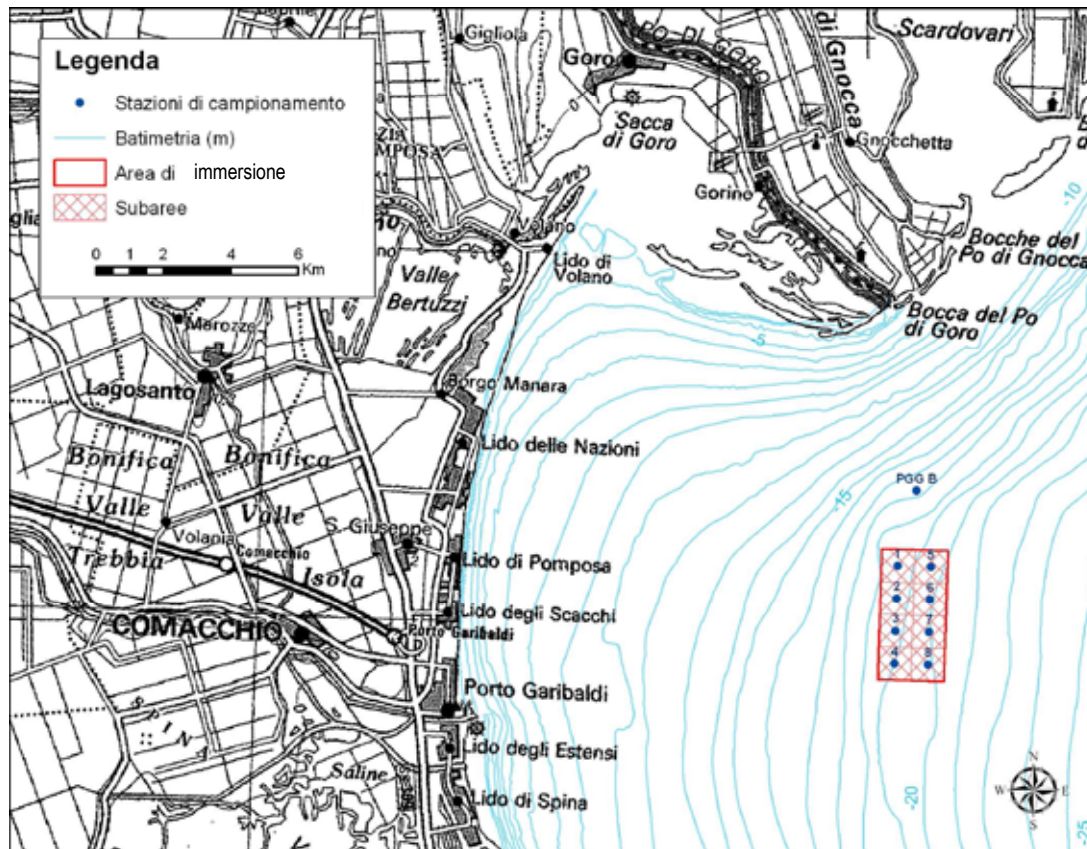 Legenda
Stazioni di campionamento
Batimetria (m)
Area di immersione
Subaree
0 1 2 4 6
Km
Gigliola
Goro
PO DI GORO
di Gnocca
Scardovari
Sacca
di Goro
Gnocchetta
Gorino
Volano
Lido di
Volano
Valle
Bertuzzi
Bocche del
Po di Gnocca
Bocca del Po
di Goro
-10
-5
Marozzo
Lagosanto
Borgo Manara
Lido delle Nazioni
Bonifica
Bonifica
Valle
Valle
Trebbia
Isola
Volania
Comacchio
S. Giuseppe
Lido di Pomposa
Lido degli Scacchi
COMACCHIO
Porto Garibaldi
Porto Garibaldi
Lido degli Estensi
Lido di Spina
SPINA
Saline
PGG B
-15
1 5
2 6
3 7
4 8
-20
-25
N
W E
S